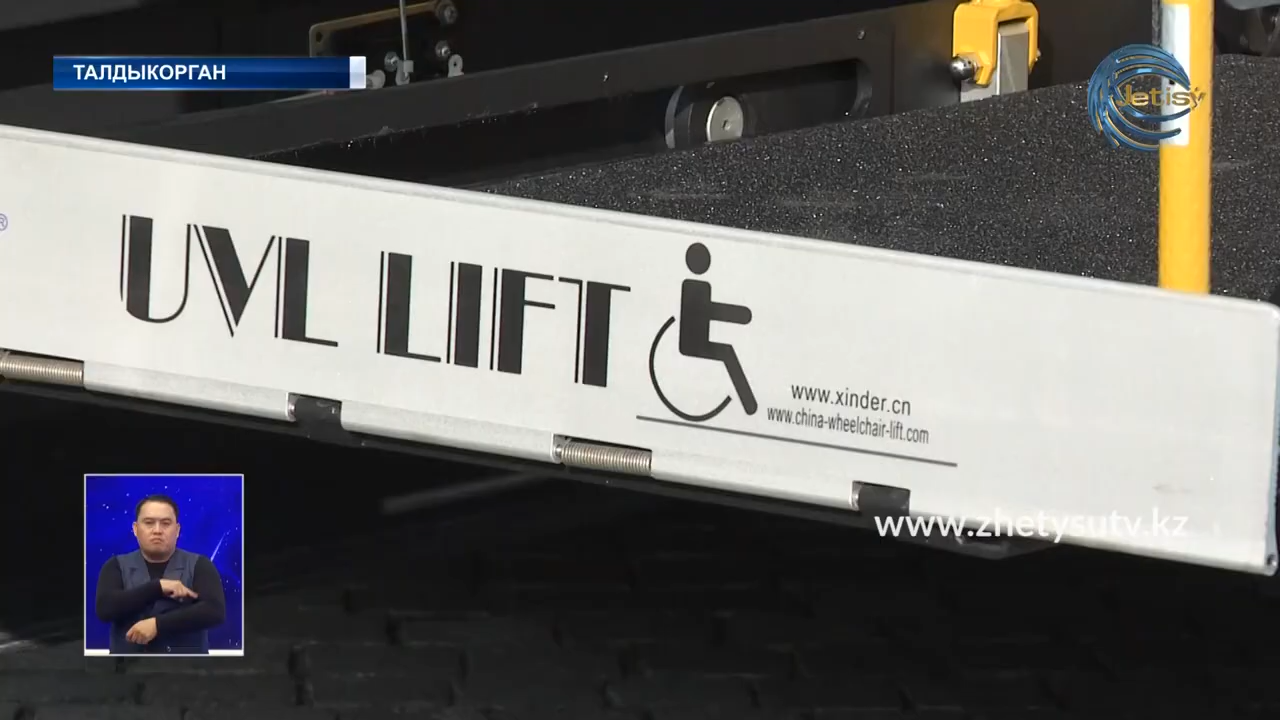 ТАЛДЫКОРГАН
Jetisý
®
UVL LIFT
www.xinder.cn
www.china-wheelchair-lift.com
www.zhetysutv.kz